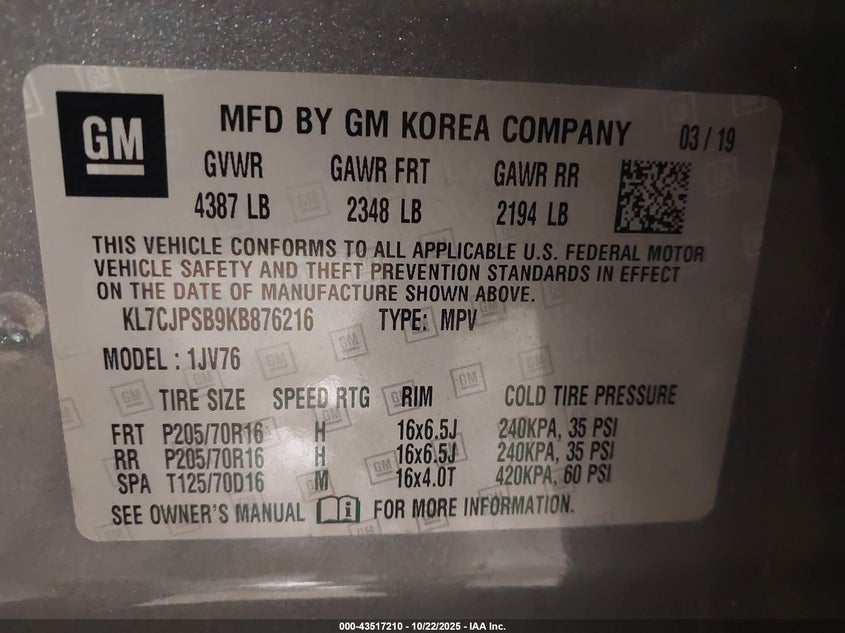 GM
MFD BY GM KOREA COMPANY 03 / 19
GVWR GAWR FRT GAWR RR
4387 LB 2348 LB 2194 LB
THIS VEHICLE CONFORMS TO ALL APPLICABLE U.S. FEDERAL MOTOR
VEHICLE SAFETY AND THEFT PREVENTION STANDARDS IN EFFECT
ON THE DATE OF MANUFACTURE SHOWN ABOVE.
KL7CJPSB9KB876216 TYPE: MPV
MODEL : 1JV76
TIRE SIZE SPEED RTG RIM COLD TIRE PRESSURE
FRT P205/70R16 H 16x6.5J 240KPA, 35 PSI
RR P205/70R16 H 16x6.5J 240KPA, 35 PSI
SPA T125/70D16 M 16x4.0T 420KPA, 60 PSI
SEE OWNER'S MANUAL i FOR MORE INFORMATION.
000-43517210 - 10/22/2025 - IAA Inc.